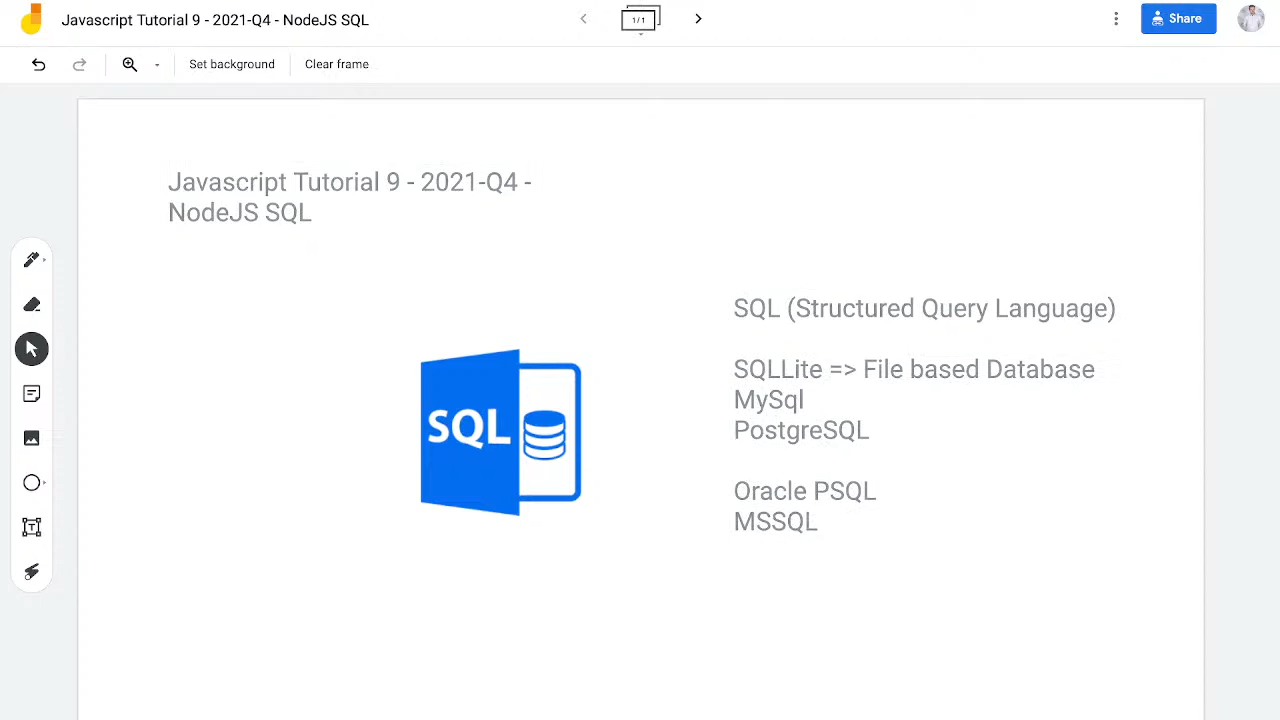 Javascript Tutorial 9 - 2021-Q4 - NodeJS SQL
1/1
Share
Set background
Clear frame
Javascript Tutorial 9 - 2021-Q4 -
NodeJS SQL
SQL (Structured Query Language)
SQLLite => File based Database
MySql
PostgreSQL
Oracle PSQL
MSSQL
SQL
T